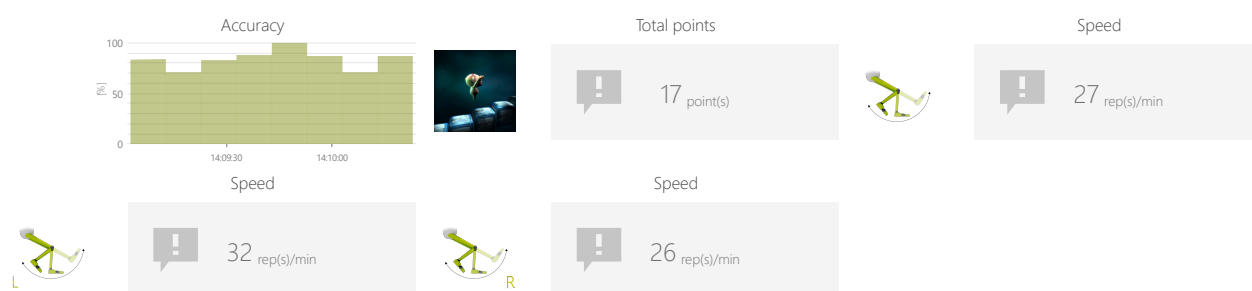 Accuracy
Total points
Speed
100
50
0
[%]
14:09:30
14:10:00
17 point(s)
27 rep(s)/min
Speed
Speed
32 rep(s)/min
26 rep(s)/min
L
R